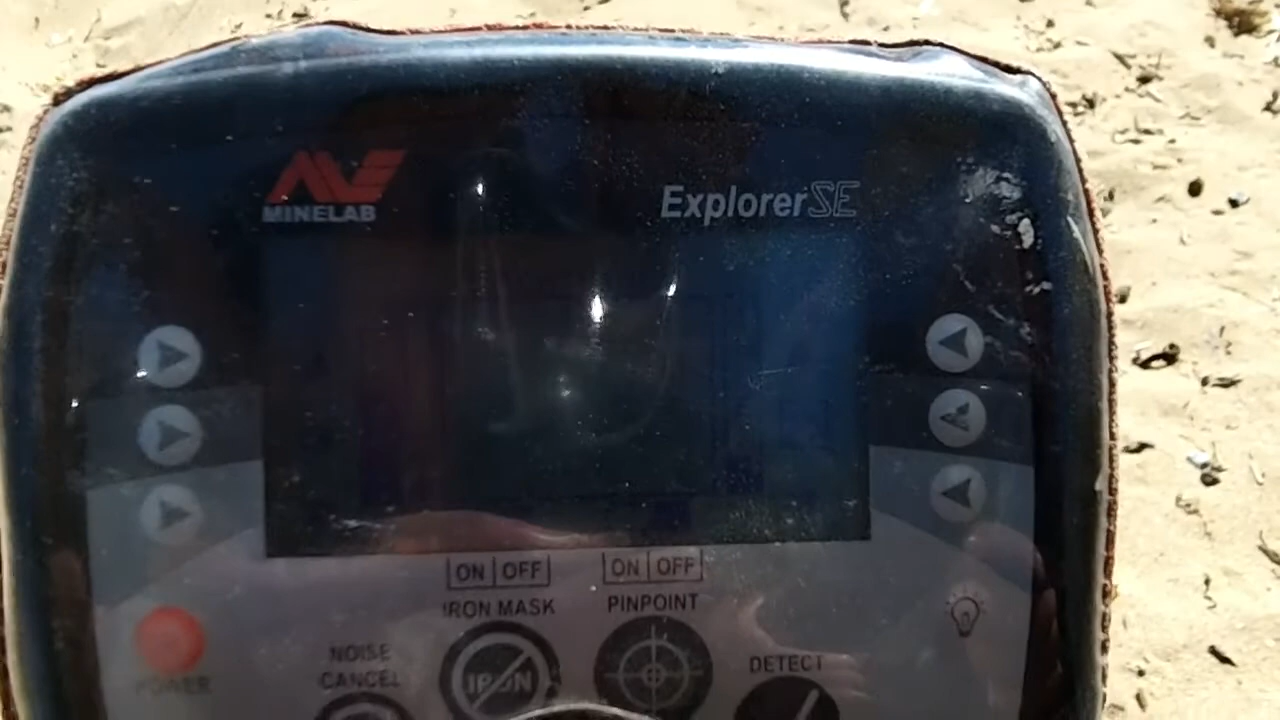 MINELAB
ExplorerSE
ON OFF
ON OFF
IRON MASK
PINPOINT
NOISE
CANCEL
IRON
DETECT
POWER